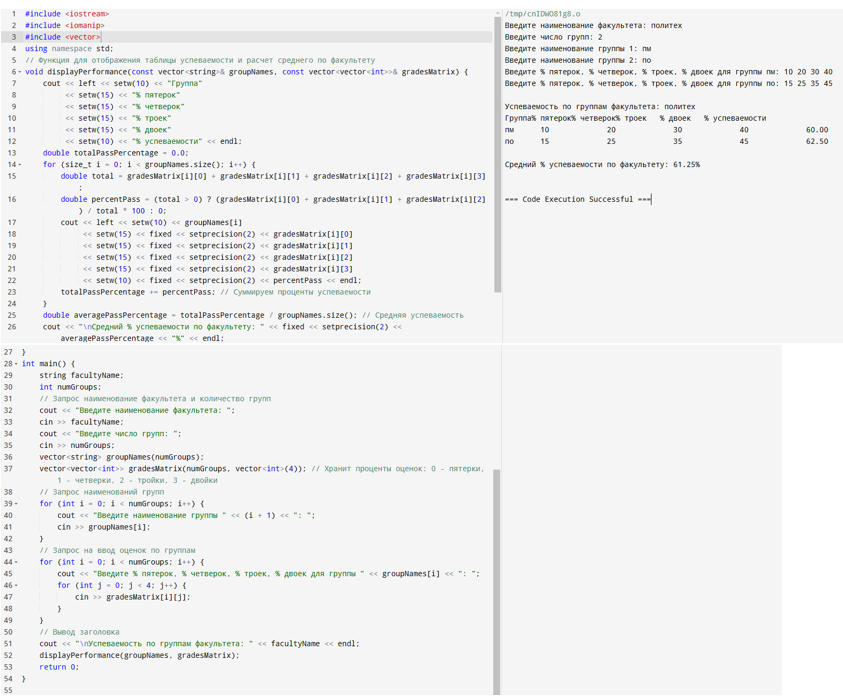 1 #include <iostream>
2 #include <iomanip>
3 #include <vector>
4 using namespace std;
5 // Функция для отображения таблицы успеваемости и расчет среднего по факультету
6 void displayPerformance(const vector<string>& groupNames, const vector<vector<int>>& gradesMatrix) {
7 cout << left << setw(10) << "Группа"
8 << setw(15) << "% пятерок"
9 << setw(15) << "% четверок"
10 << setw(15) << "% троек"
11 << setw(15) << "% двоек"
12 << setw(10) << "% успеваемости" << endl;
13 double totalPassPercentage = 0.0;
14 for (size_t i = 0; i < groupNames.size(); i++) {
15 double total = gradesMatrix[i][0] + gradesMatrix[i][1] + gradesMatrix[i][2] + gradesMatrix[i][3]
;
16 double percentPass = (total > 0) ? (gradesMatrix[i][0] + gradesMatrix[i][1] + gradesMatrix[i][2]
) / total * 100 : 0;
17 cout << left << setw(10) << groupNames[i]
18 << setw(15) << fixed << setprecision(2) << gradesMatrix[i][0]
19 << setw(15) << fixed << setprecision(2) << gradesMatrix[i][1]
20 << setw(15) << fixed << setprecision(2) << gradesMatrix[i][2]
21 << setw(15) << fixed << setprecision(2) << gradesMatrix[i][3]
22 << setw(10) << fixed << setprecision(2) << percentPass << endl;
23 totalPassPercentage += percentPass; // Суммируем проценты успеваемости
24 }
25 double averagePassPercentage = totalPassPercentage / groupNames.size(); // Средняя успеваемость
26 cout << "\nСредний % успеваемости по факультету: " << fixed << setprecision(2) <<
averagePassPercentage << "%" << endl;
27 }
28 int main() {
29 string facultyName;
30 int numGroups;
31 // Запрос наименование факультета и количество групп
32 cout << "Введите наименование факультета: ";
33 cin >> facultyName;
34 cout << "Введите число групп: ";
35 cin >> numGroups;
36 vector<string> groupNames(numGroups);
37 vector<vector<int>> gradesMatrix(numGroups, vector<int>(4)); // Хранит проценты оценок: 0 - пятерки,
1 - четверки, 2 - тройки, 3 - двойки
38 // Запрос наименований групп
39 for (int i = 0; i < numGroups; i++) {
40 cout << "Введите наименование группы " << (i + 1) << ": ";
41 cin >> groupNames[i];
42 }
43 // Запрос на ввод оценок по группам
44 for (int i = 0; i < numGroups; i++) {
45 cout << "Введите % пятерок, % четверок, % троек, % двоек для группы " << groupNames[i] << ": ";
46 for (int j = 0; j < 4; j++) {
47 cin >> gradesMatrix[i][j];
48 }
49 }
50 // Вывод заголовка
51 cout << "\nУспеваемость по группам факультета: " << facultyName << endl;
52 displayPerformance(groupNames, gradesMatrix);
53 return 0;
54 }
55
/tmp/cnIDWO81g8.o
Введите наименование факультета: политех
Введите число групп: 2
Введите наименование группы 1: пм
Введите наименование группы 2: по
Введите % пятерок, % четверок, % троек, % двоек для группы пм: 10 20 30 40
Введите % пятерок, % четверок, % троек, % двоек для группы по: 15 25 35 45
Успеваемость по группам факультета: политех
Группа% пятерок% четверок% троек % двоек % успеваемости
пм 10 20 30 40 60.00
по 15 25 35 45 62.50
Средний % успеваемости по факультету: 61.25%
=== Code Execution Successful ===